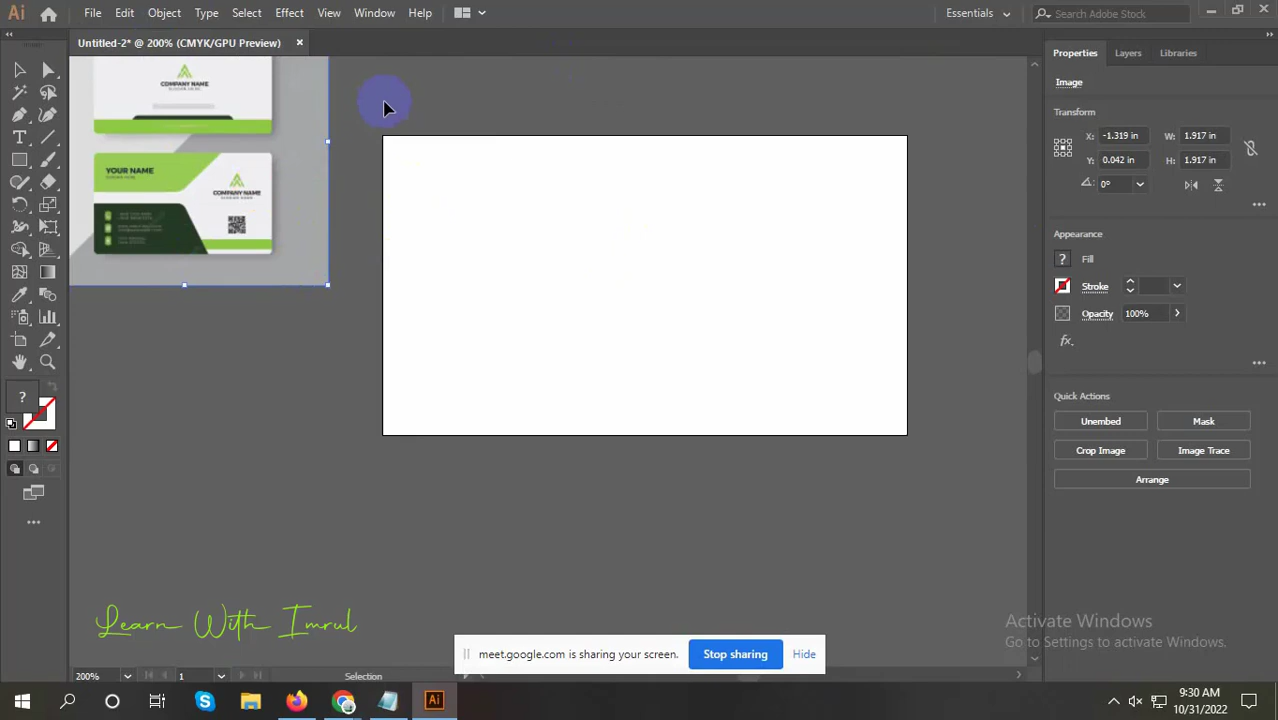 Ai File Edit Object Type Select Effect View Window Help Essentials Search Adobe Stock
Untitled-2* @ 200% (CMYK/GPU Preview)
Properties Layers Libraries
Image
Transform
X: -1.319 in W: 1.917 in
Y: 0.042 in H: 1.917 in
0°
Appearance
? Fill
Stroke
Opacity 100%
fx.
Quick Actions
Unembed Mask
Crop Image Image Trace
Arrange
COMPANY NAME
YOUR NAME
COMPANY NAME
?
Learn With Imrul
meet.google.com is sharing your screen. Stop sharing Hide
Activate Windows
Go to Settings to activate Windows.
200% 1 Selection
Ai
9:30 AM
10/31/2022